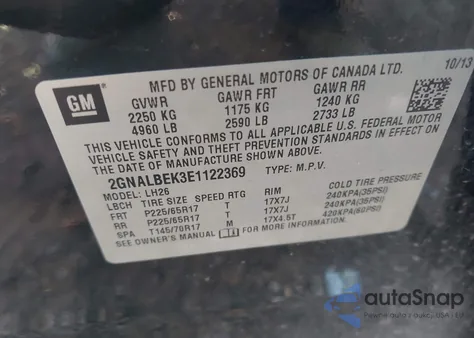 GM
MFD BY GENERAL MOTORS OF CANADA LTD. 10/13
GVWR GAWR FRT GAWR RR
2250 KG 1175 KG 1240 KG
4960 LB 2590 LB 2733 LB
THIS VEHICLE CONFORMS TO ALL APPLICABLE U.S. FEDERAL MOTOR
VEHICLE SAFETY, BUMPER, AND THEFT PREVENTION STANDARDS IN EFFECT ON
THE DATE OF MANUFACTURE SHOWN ABOVE.
2GNALBEK3E1122369 TYPE: M.P.V.
MODEL: LH26
LBCH TIRE SIZE SPEED RTG RIM COLD TIRE PRESSURE
FRT P225/65R17 T 17X7J 240KPA(35PSI)
RR P225/65R17 T 17X7J 240KPA(35PSI)
SPA T145/70R17 M 17X4.5T 420KPA(60PSI)
SEE OWNER'S MANUAL FOR MORE INFORMATION.
autoSnap